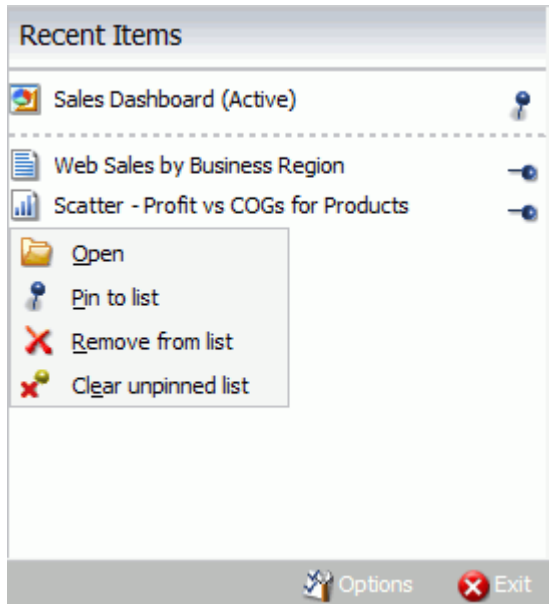 Recent Items
Sales Dashboard (Active)
Web Sales by Business Region
Scatter - Profit vs COGs for Products
Open
Pin to list
Remove from list
Clear unpinned list
Options Exit